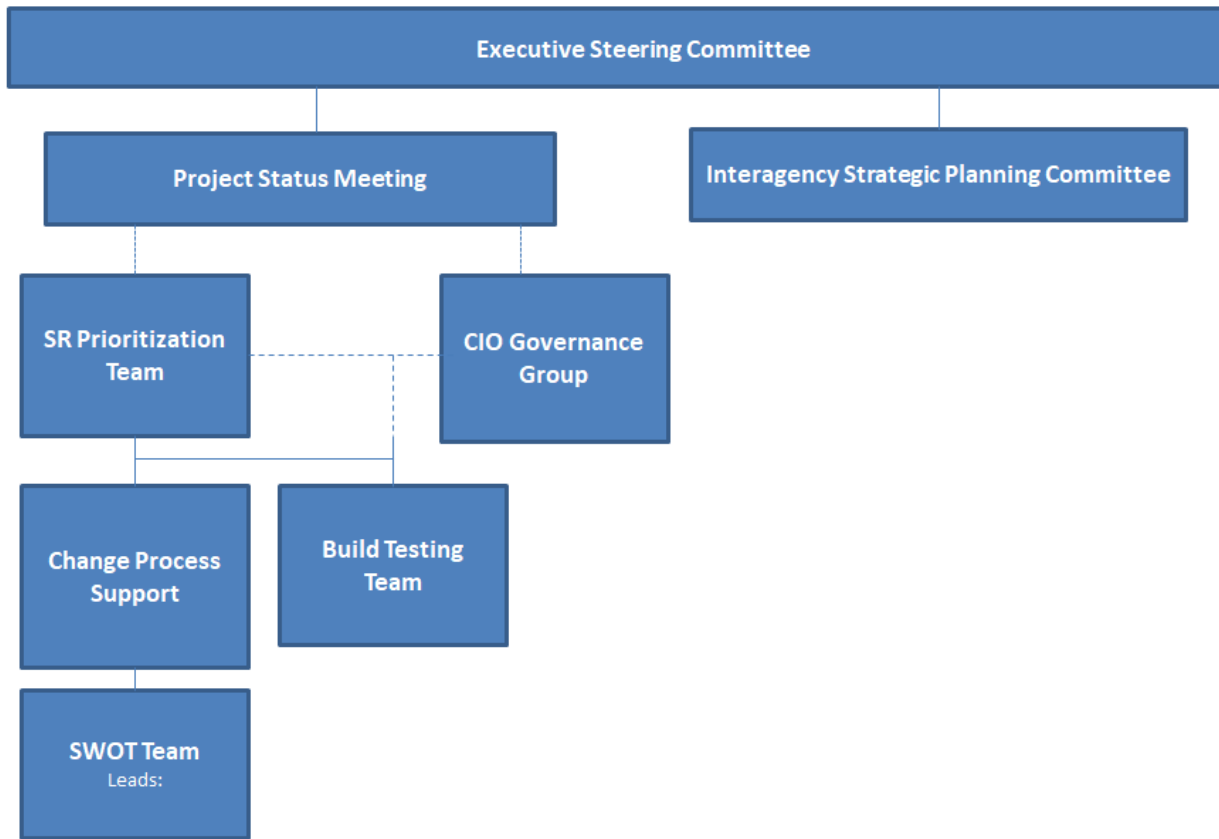 Executive Steering Committee
Project Status Meeting
Interagency Strategic Planning Committee
SR Prioritization
Team
CIO Governance
Group
Change Process
Support
Build Testing
Team
SWOT Team
Leads: